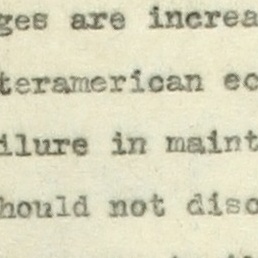 ges are increa
teramerican ec
ilure in maint
hould not disc